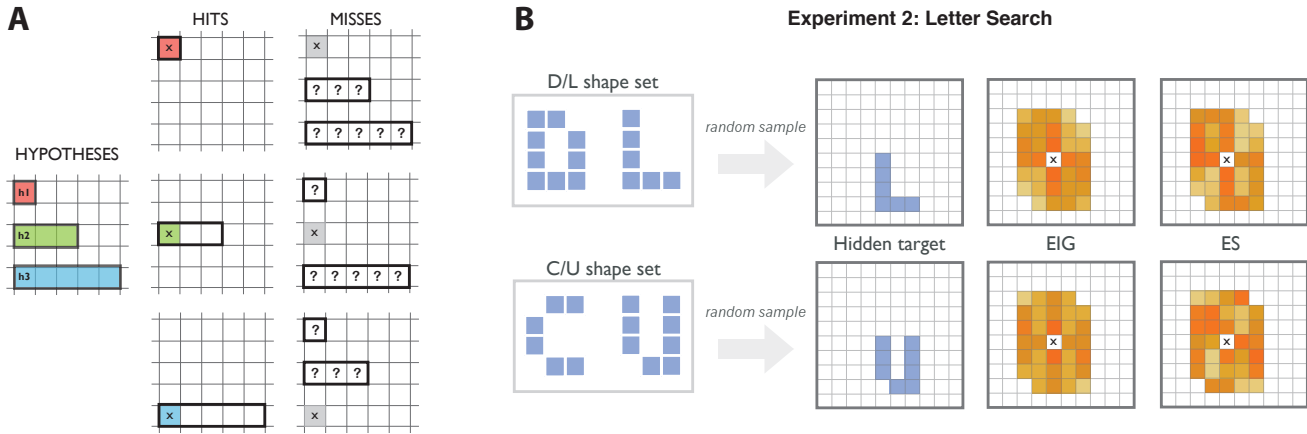 A
HITS
MISSES
x
x
? ? ?
? ? ? ? ?
HYPOTHESES
h1
h2
h3
?
x
x
? ? ? ? ?
?
? ? ?
x
x
B
Experiment 2: Letter Search
D/L shape set
random sample
x
x
Hidden target
EIG
ES
C/U shape set
random sample
x
x